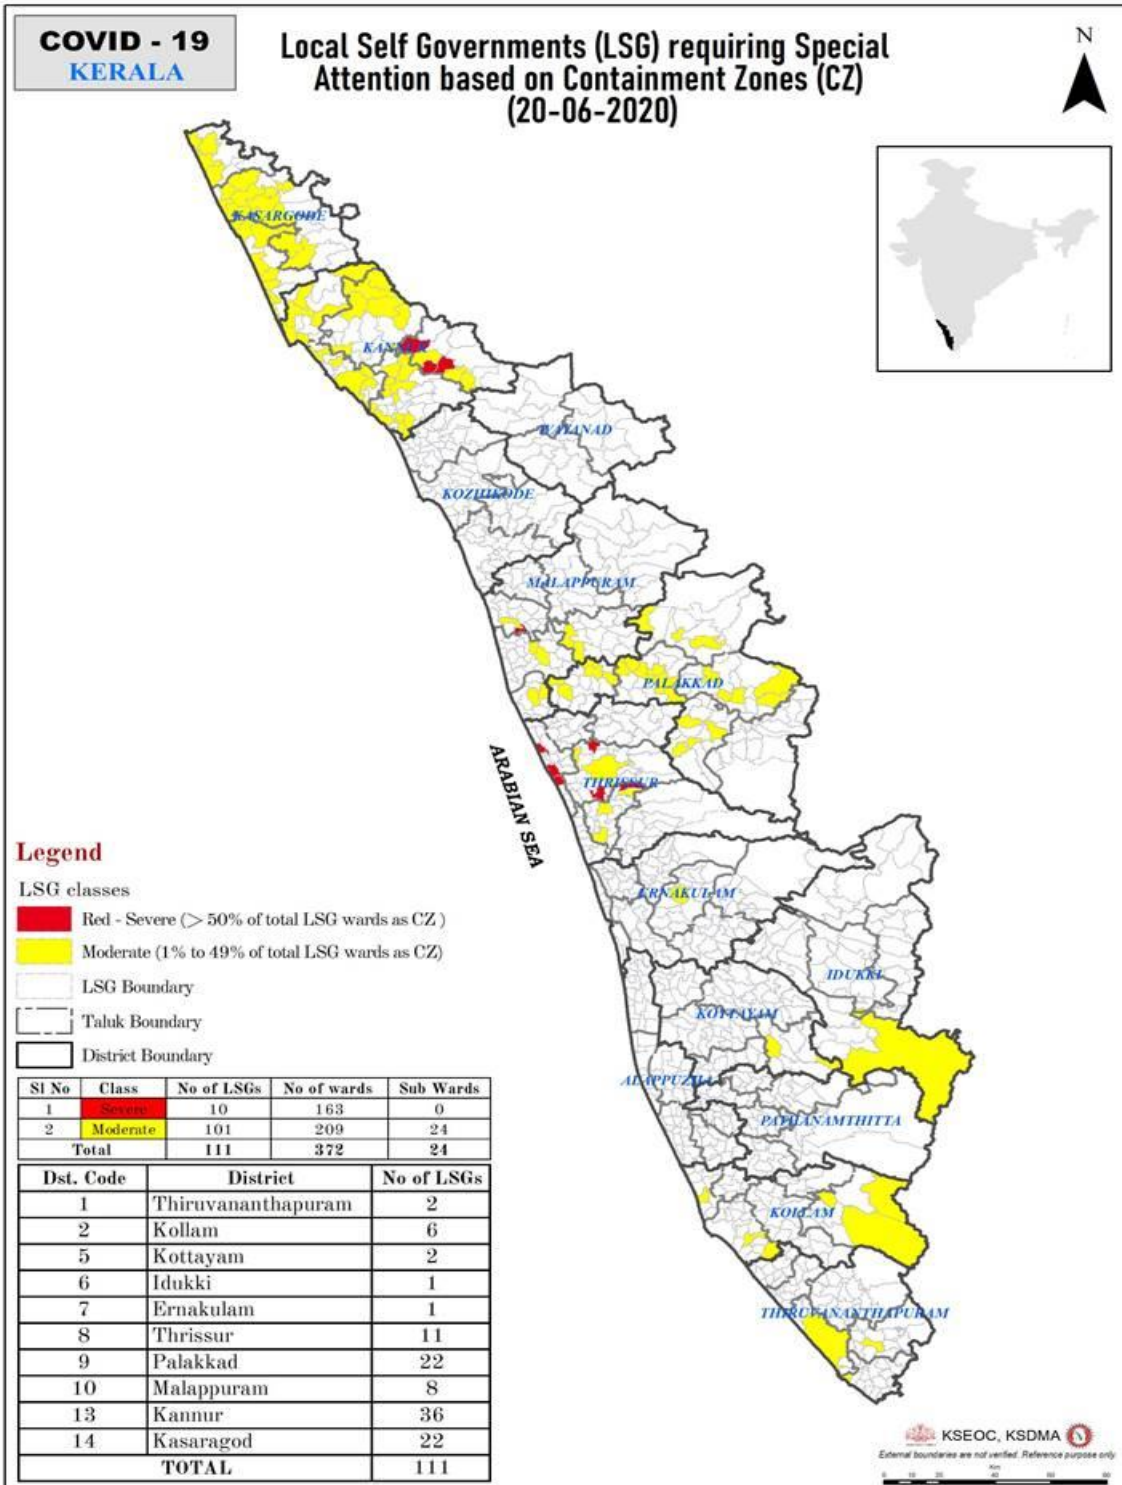 COVID - 19
KERALA
Local Self Governments (LSG) requiring Special
Attention based on Containment Zones (CZ)
(20-06-2020)
N
KASARGODE
KANNUR
WAYANAD
KOZHIKODE
MALAPPURAM
PALAKKAD
THRISSUR
ARABIAN SEA
ERNAKULAM
IDUKKI
KOTTAYAM
ALAPPUZHA
PATHANAMTHITTA
KOLLAM
THIRUVANANTHAPURAM
Legend
LSG classes
Red - Severe (> 50% of total LSG wards as CZ )
Moderate (1% to 49% of total LSG wards as CZ)
LSG Boundary
Taluk Boundary
District Boundary
Sl No Class No of LSGs No of wards Sub Wards
1 Severe 10 163 0
2 Moderate 101 209 24
Total 111 372 24
Dst. Code District No of LSGs
1 Thiruvananthapuram 2
2 Kollam 6
5 Kottayam 2
6 Idukki 1
7 Ernakulam 1
8 Thrissur 11
9 Palakkad 22
10 Malappuram 8
13 Kannur 36
14 Kasaragod 22
TOTAL 111
KSEOC, KSDMA
External boundaries are not verified. Reference purpose only
Km
0 10 20 40 60 80